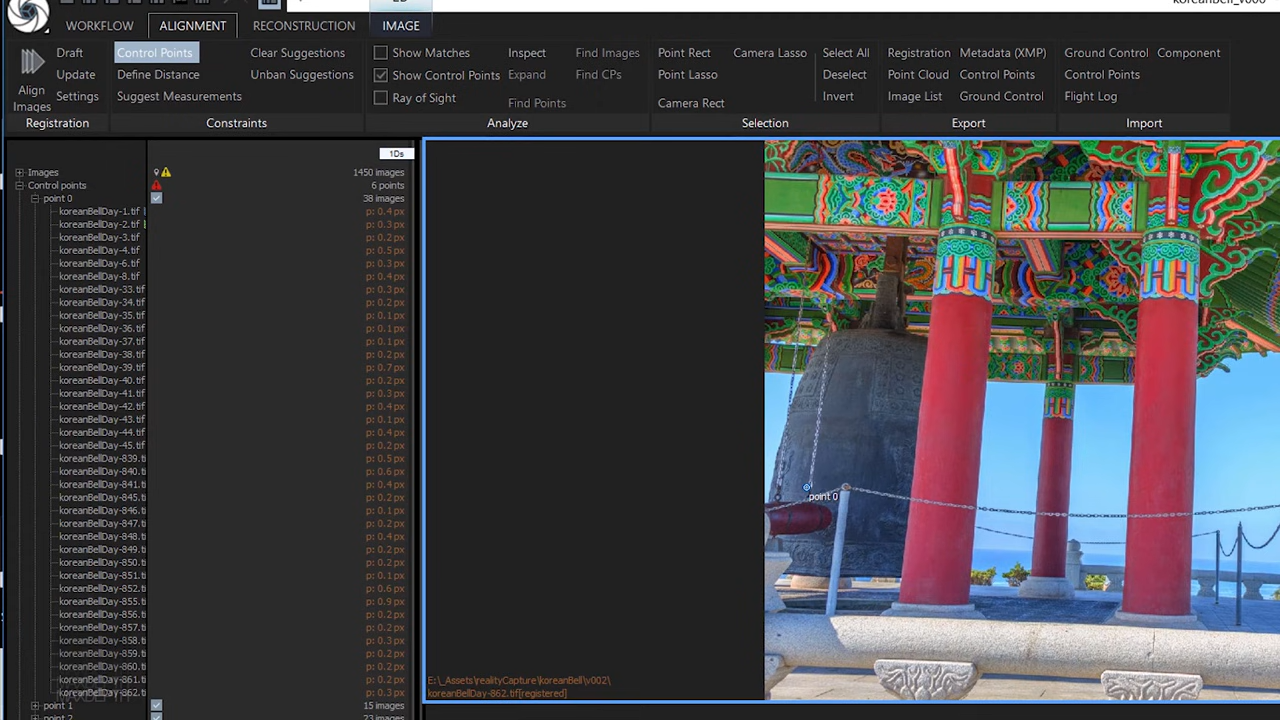 WORKFLOW ALIGNMENT RECONSTRUCTION IMAGE
Draft Control Points Clear Suggestions Show Matches Inspect Find Images Point Rect Camera Lasso Select All Registration Metadata (XMP) Ground Control Component
Update Define Distance Unban Suggestions Show Control Points Expand Find CPs Point Lasso Deselect Point Cloud Control Points Control Points
Align Images Settings Suggest Measurements Ray of Sight Find Points Camera Rect Invert Image List Ground Control Flight Log
Registration Constraints Analyze Selection Export Import
1Ds
Images 1450 images
Control points 6 points
point 0 38 images
koreanBellDay-1.tif p: 0.4 px
koreanBellDay-2.tif p: 0.3 px
koreanBellDay-3.tif p: 0.2 px
koreanBellDay-4.tif p: 0.5 px
koreanBellDay-6.tif p: 0.3 px
koreanBellDay-8.tif p: 0.4 px
koreanBellDay-33.tif p: 0.3 px
koreanBellDay-34.tif p: 0.2 px
koreanBellDay-35.tif p: 0.1 px
koreanBellDay-36.tif p: 0.1 px
koreanBellDay-37.tif p: 0.1 px
koreanBellDay-38.tif p: 0.2 px
koreanBellDay-39.tif p: 0.7 px
koreanBellDay-40.tif p: 0.2 px
koreanBellDay-41.tif p: 0.3 px
koreanBellDay-42.tif p: 0.4 px
koreanBellDay-43.tif p: 0.1 px
koreanBellDay-44.tif p: 0.4 px
koreanBellDay-45.tif p: 0.2 px
koreanBellDay-839.ti p: 0.5 px
koreanBellDay-840.ti p: 0.6 px
koreanBellDay-841.ti p: 0.4 px
koreanBellDay-845.ti p: 0.2 px
koreanBellDay-846.ti p: 0.1 px
koreanBellDay-847.ti p: 0.2 px
koreanBellDay-848.ti p: 0.4 px
koreanBellDay-849.ti p: 0.2 px
koreanBellDay-850.ti p: 0.2 px
koreanBellDay-851.ti p: 0.1 px
koreanBellDay-852.ti p: 0.6 px
koreanBellDay-855.ti p: 0.9 px
koreanBellDay-856.ti p: 0.2 px
koreanBellDay-857.ti p: 0.2 px
koreanBellDay-858.ti p: 0.3 px
koreanBellDay-859.ti p: 0.2 px
koreanBellDay-860.ti p: 0.2 px
koreanBellDay-861.ti p: 0.2 px
koreanBellDay-862.ti p: 0.3 px
point 1 15 images
point 2 23 images
point 0
E:\_Assets\realityCapture\koreanBell\v002\
koreanBellDay-862.tif[registered]